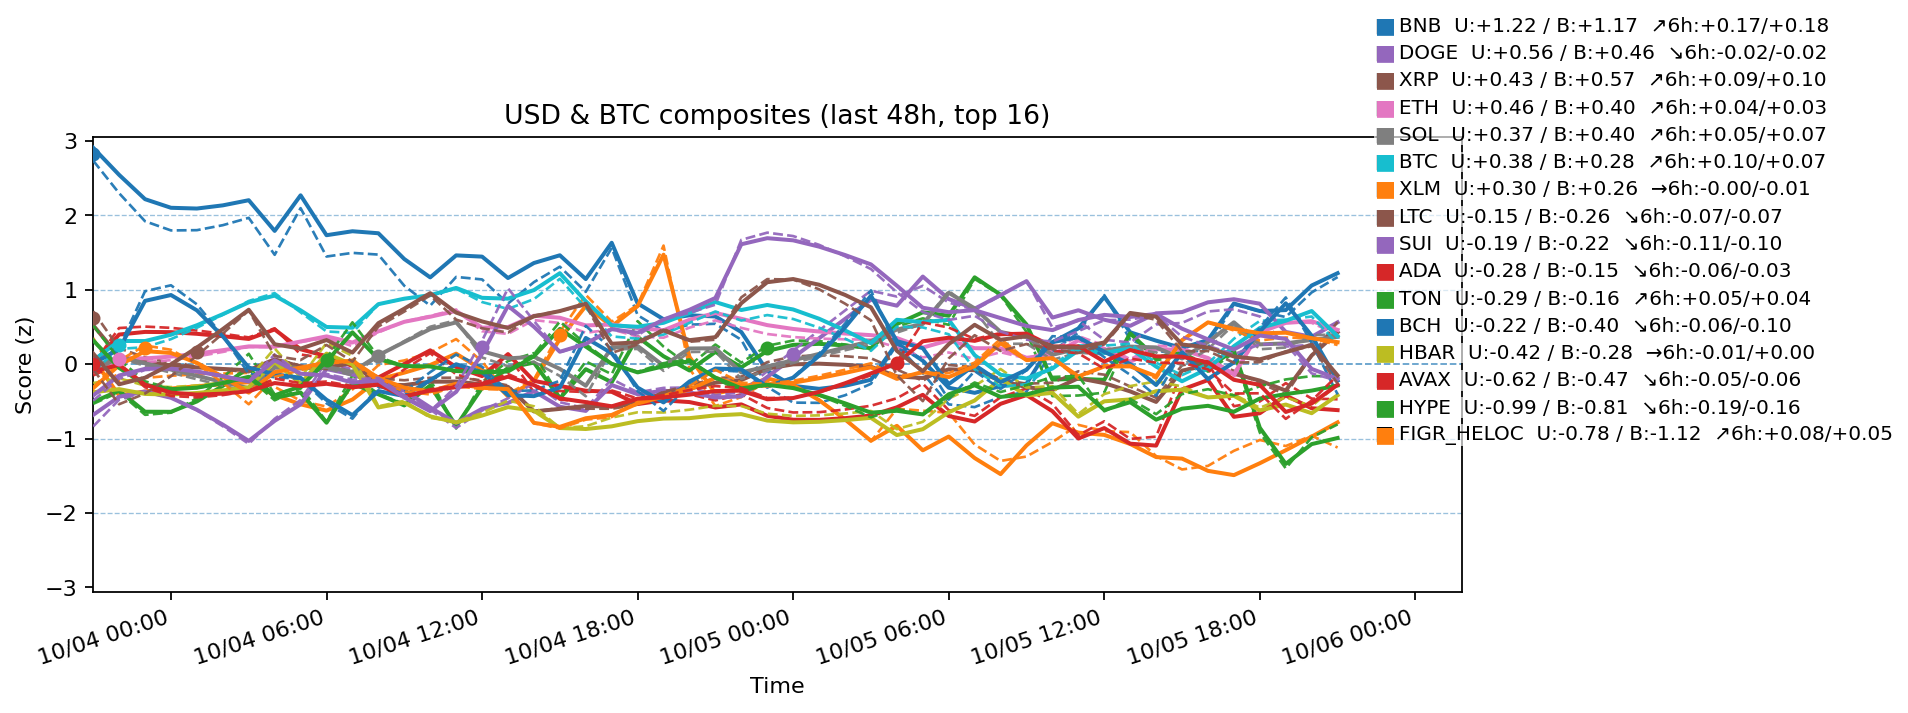 BNB U:+1.22 / B:+1.17 ↗6h:+0.17/+0.18
DOGE U:+0.56 / B:+0.46 ↘6h:-0.02/-0.02
XRP U:+0.43 / B:+0.57 ↗6h:+0.09/+0.10
ETH U:+0.46 / B:+0.40 ↗6h:+0.04/+0.03
SOL U:+0.37 / B:+0.40 ↗6h:+0.05/+0.07
BTC U:+0.38 / B:+0.28 ↗6h:+0.10/+0.07
XLM U:+0.30 / B:+0.26 →6h:-0.00/-0.01
LTC U:-0.15 / B:-0.26 ↘6h:-0.07/-0.07
SUI U:-0.19 / B:-0.22 ↘6h:-0.11/-0.10
ADA U:-0.28 / B:-0.15 ↘6h:-0.06/-0.03
TON U:-0.29 / B:-0.16 ↗6h:+0.05/+0.04
BCH U:-0.22 / B:-0.40 ↘6h:-0.06/-0.10
HBAR U:-0.42 / B:-0.28 →6h:-0.01/+0.00
AVAX U:-0.62 / B:-0.47 ↘6h:-0.05/-0.06
HYPE U:-0.99 / B:-0.81 ↘6h:-0.19/-0.16
FIGR_HELOC U:-0.78 / B:-1.12 ↗6h:+0.08/+0.05
USD & BTC composites (last 48h, top 16)
Score (z)
3
2
1
0
−1
−2
−3
10/04 00:00
10/04 06:00
10/04 12:00
10/04 18:00
10/05 00:00
10/05 06:00
10/05 12:00
10/05 18:00
10/06 00:00
Time